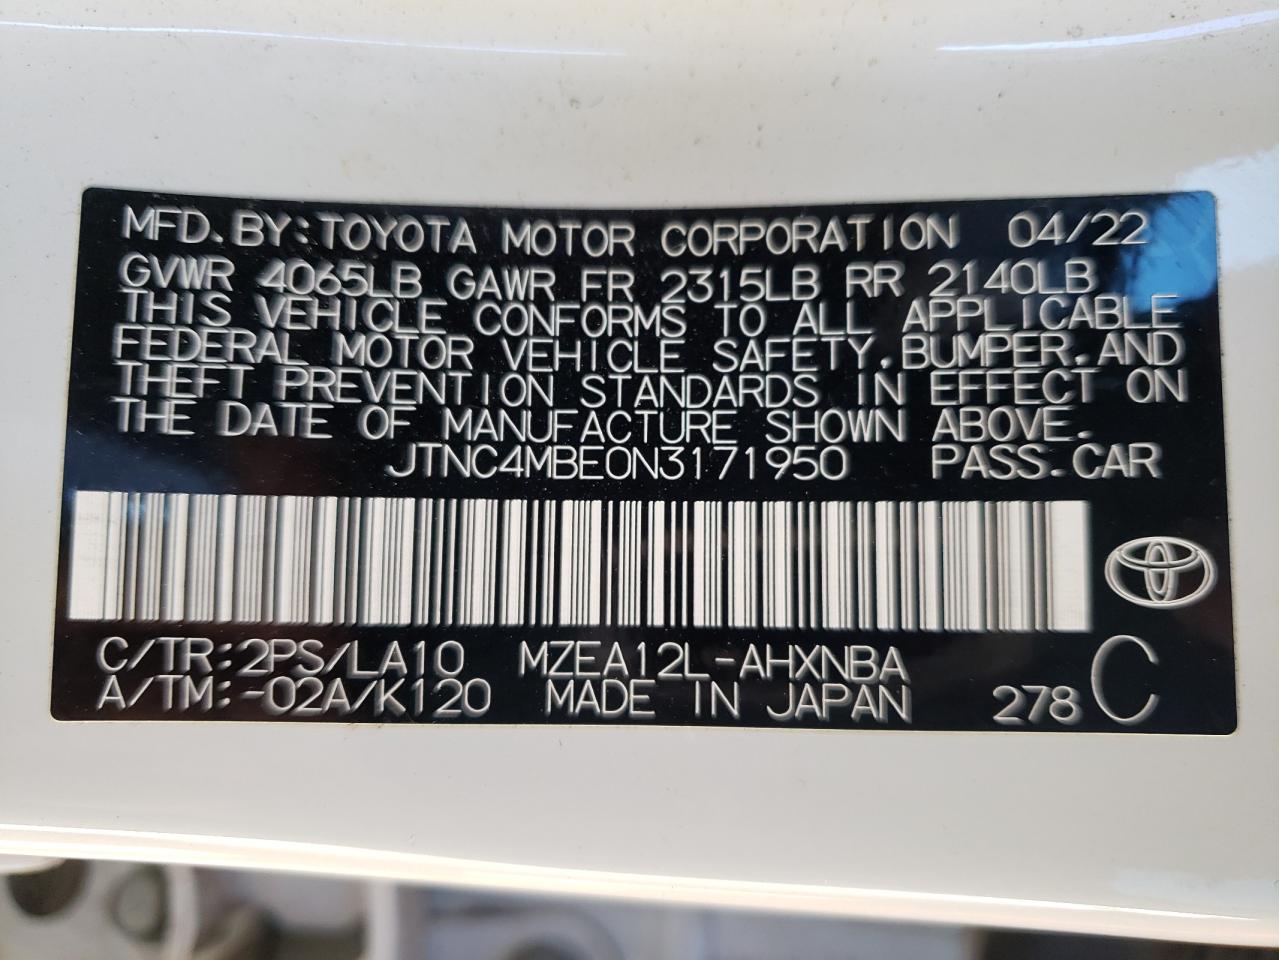 MFD.BY:TOYOTA MOTOR CORPORATION 04/22
GVWR 4065LB GAWR FR 2315LB RR 2140LB
THIS VEHICLE CONFORMS TO ALL APPLICABLE
FEDERAL MOTOR VEHICLE SAFETY,BUMPER,AND
THEFT PREVENTION STANDARDS IN EFFECT ON
THE DATE OF MANUFACTURE SHOWN ABOVE.
JTNC4MBE0N3171950 PASS.CAR
C/TR:2PS/LA10 MZEA12L-AHXNBA
A/TM:-02A/K120 MADE IN JAPAN 278 C